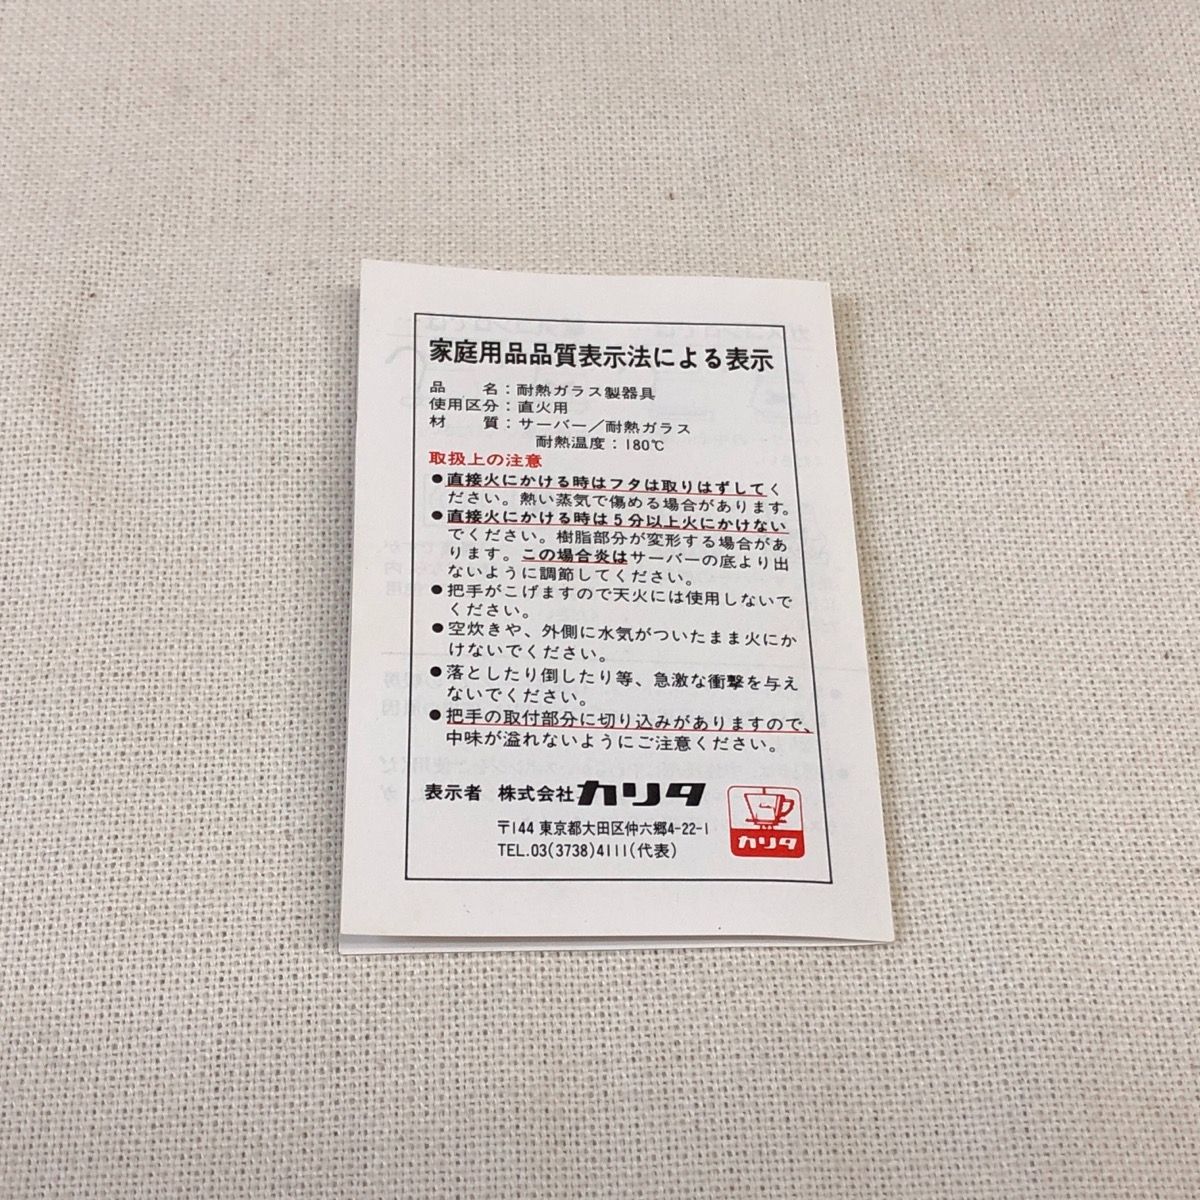 家庭用品品質表示法による表示
品　　名：耐熱ガラス製器具
使用区分：直火用
材　　質：サーバー／耐熱ガラス
耐熱温度：180℃
取扱上の注意
●直接火にかける時はフタは取りはずしてく
ださい。熱い蒸気で傷める場合があります。
●直接火にかける時は5分以上火にかけない
でください。樹脂部分が変形する場合があ
ります。この場合炎はサーバーの底より出
ないように調節してください。
●把手がこげますので天火には使用しないで
ください。
●空炊きや、外側に水気がついたまま火にか
けないでください。
●落としたり倒したり等、急激な衝撃を与え
ないでください。
●把手の取付部分に切り込みがありますので、
中味が溢れないようにご注意ください。
表示者　株式会社カリタ
〒144 東京都大田区仲六郷4-22-1
TEL.03(3738)4111(代表)
カリタ